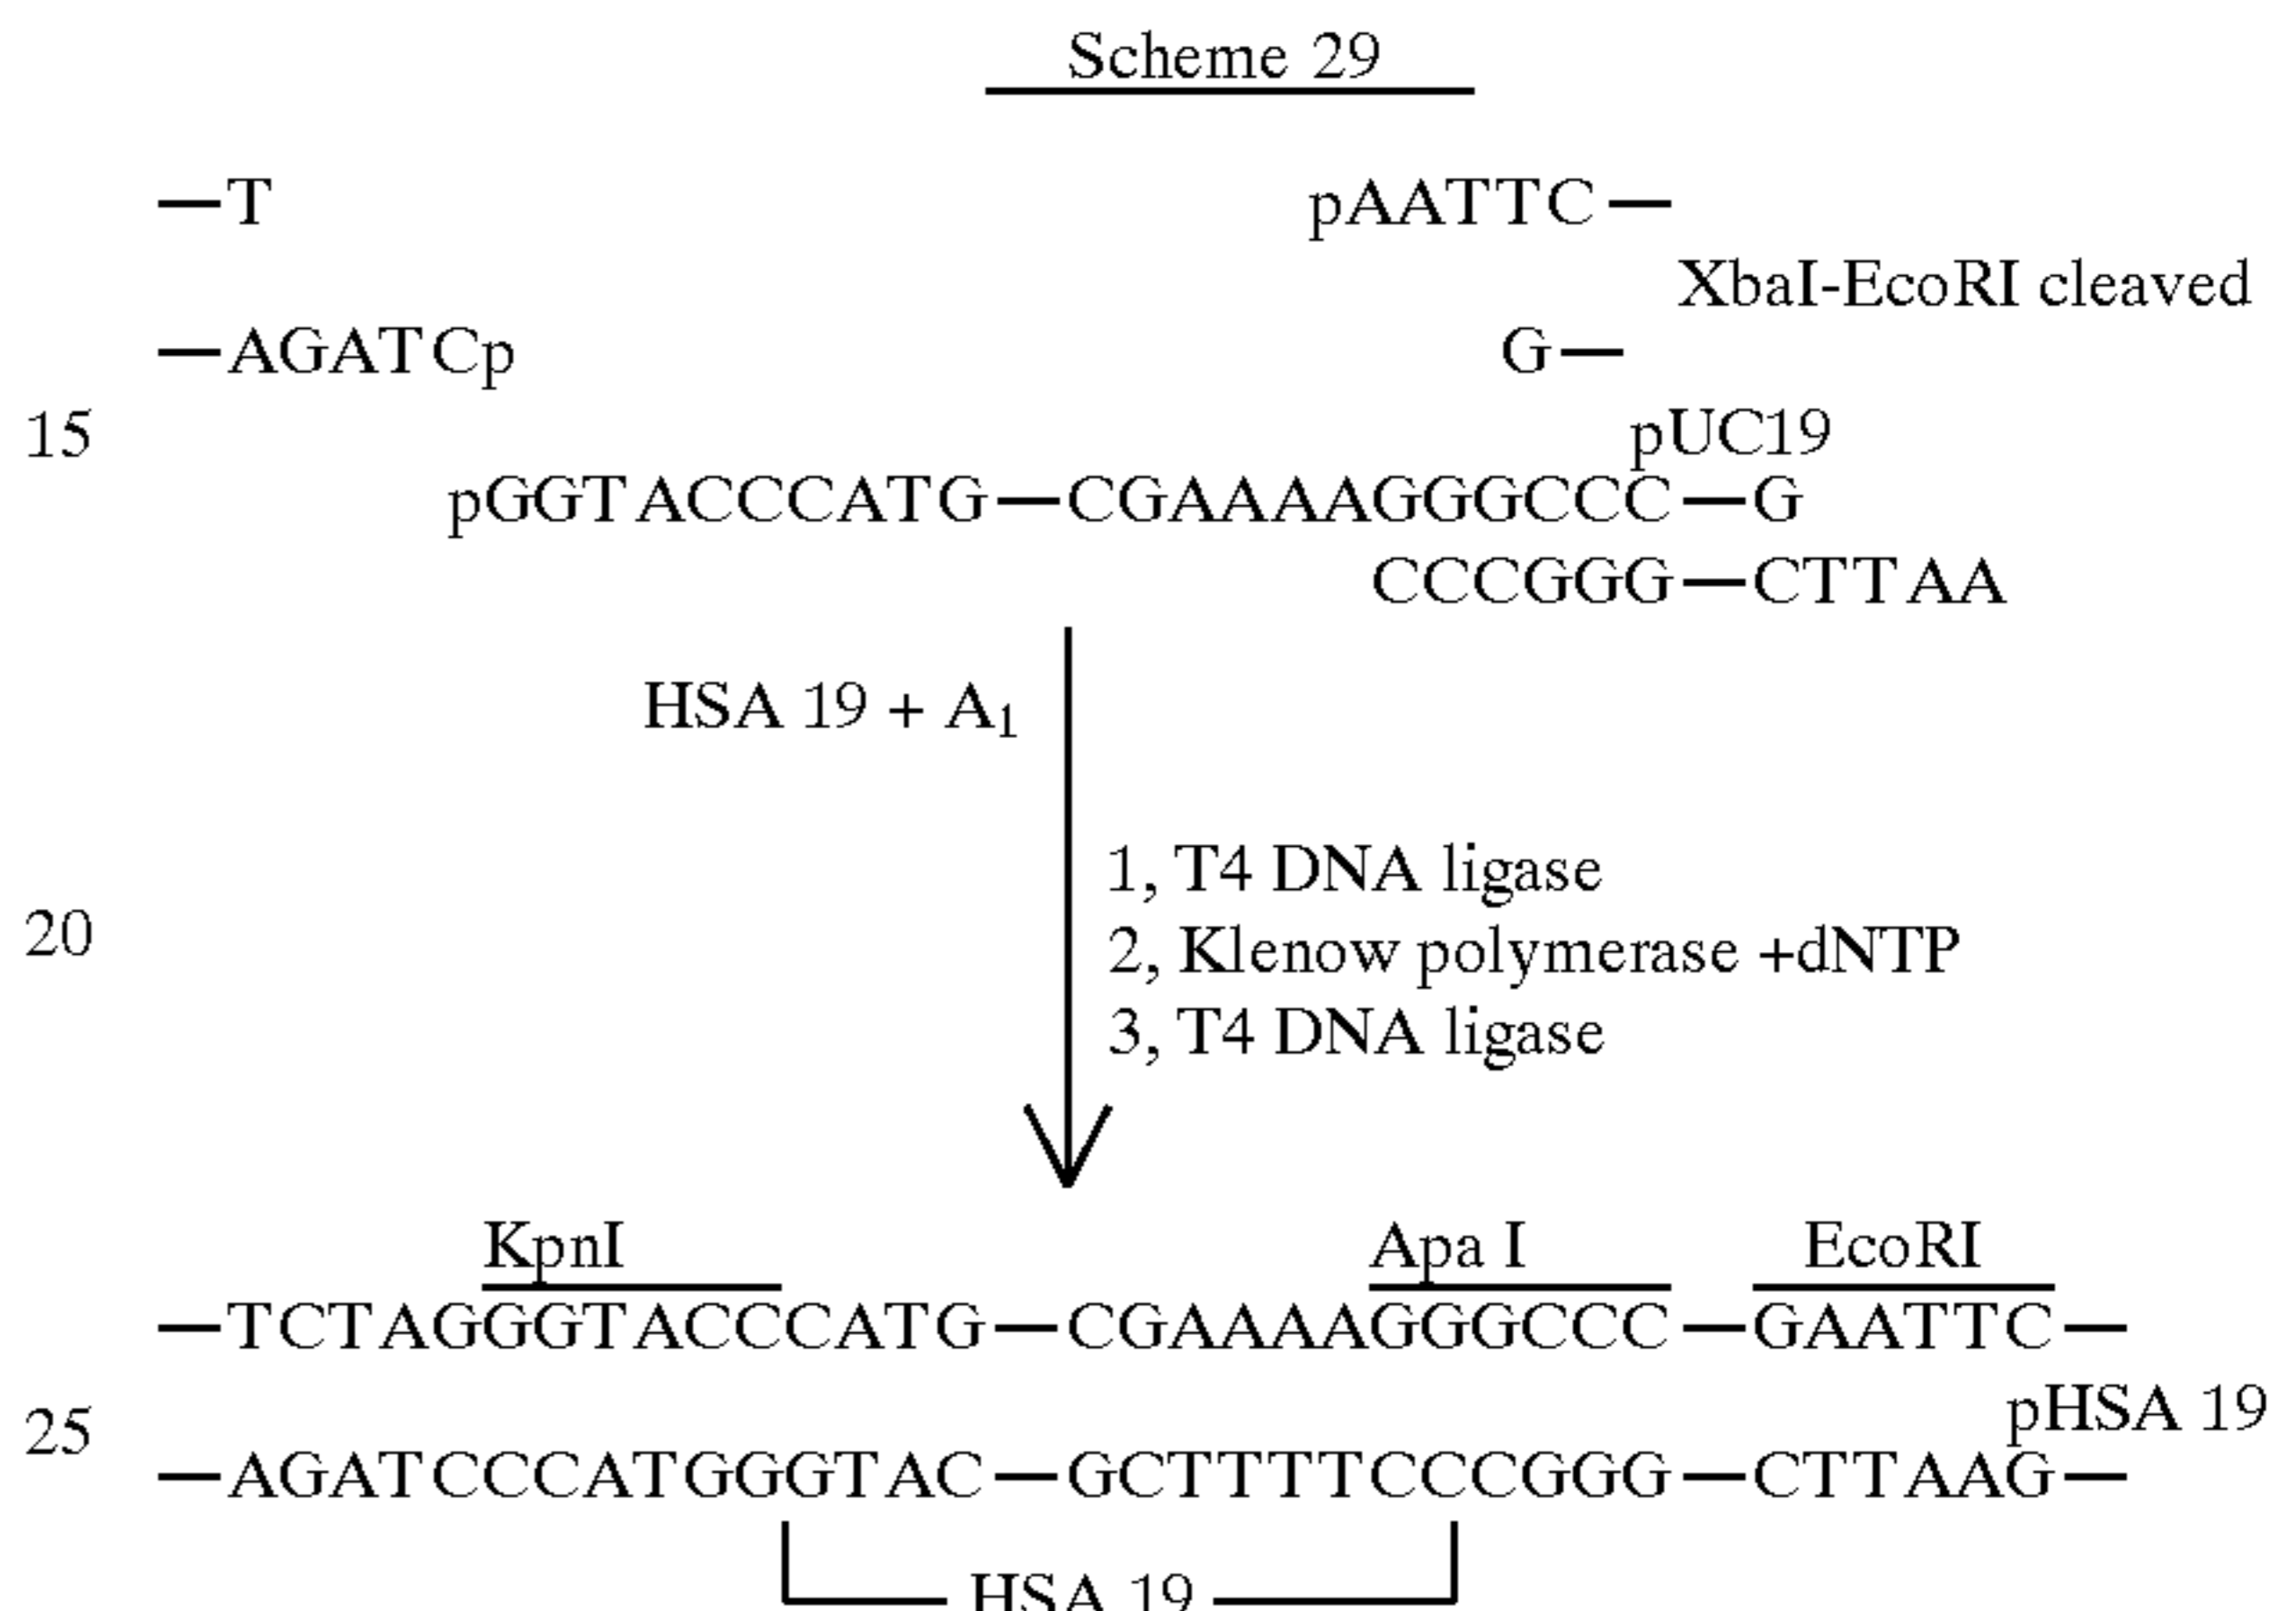 Scheme 29
—T pAATTC—
XbaI-EcoRI cleaved
—AGATCp G—
15 pUC19
pGGTACCCATG—CGAAAAGGGCCC—G
CCCGGG—CTTAA
HSA 19 + A₁
1, T4 DNA ligase
20 2, Klenow polymerase +dNTP
3, T4 DNA ligase
KpnI Apa I EcoRI
—TCTAGGGTACCCATG—CGAAAAGGGCCC—GAATTC—
25 pHSA 19
—AGATCCCATGGGTAC—GCTTTTCCCGGG—CTTAAG—
HSA 19